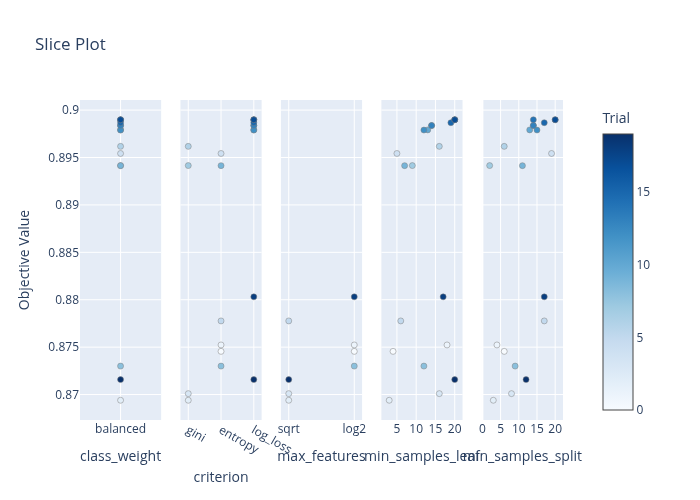 Slice Plot
Trial
0.9
0.895
0.89
0.885
0.88
0.875
0.87
Objective Value
15
10
5
0
balanced
gini
entropy
log_loss
sqrt
log2
5 10 15 20
0 5 10 15 20
class_weight
criterion
max_features
min_samples_leaf
min_samples_split